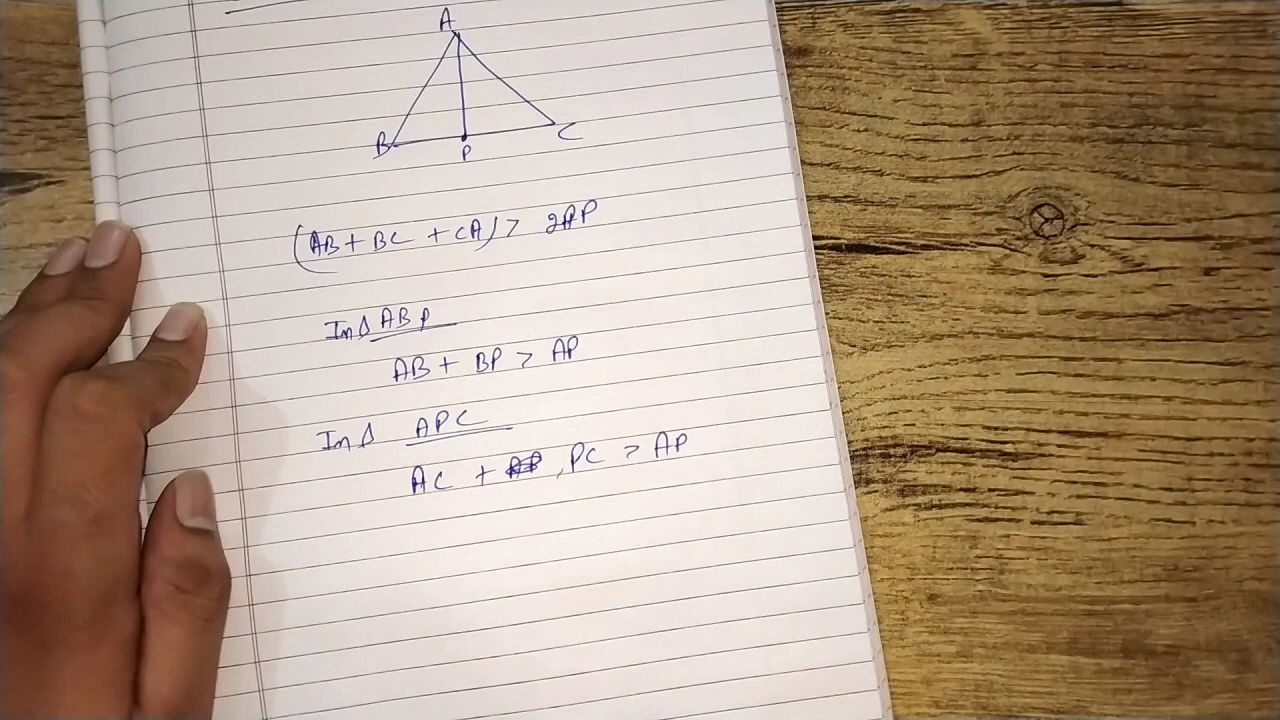 A
B
P
C
(AB + BC + CA) > 2AP
In Δ ABP
AB + BP > AP
In Δ APC
AC + PC > AP